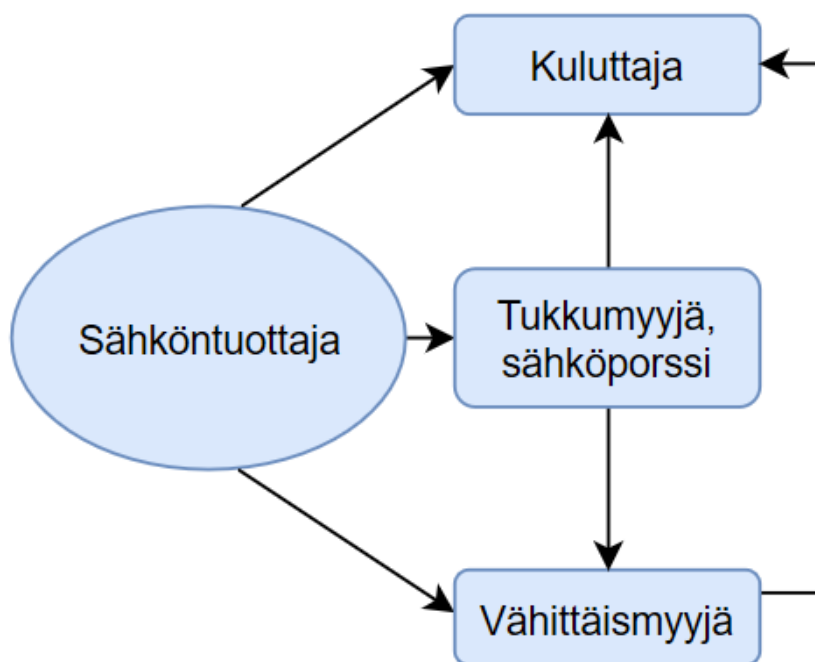 Kuluttaja
Sähköntuottaja
Tukkumyyjä,
sähköporssi
Vähittäismyyjä